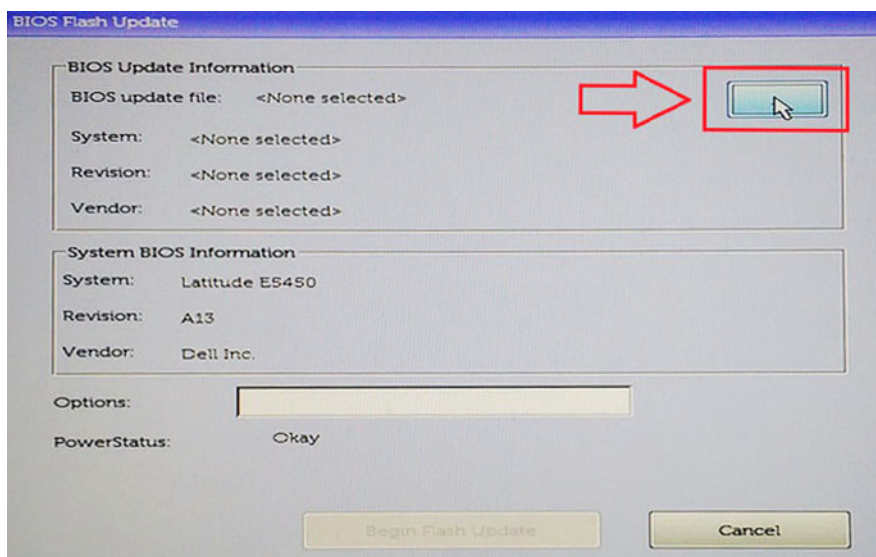 BIOS Flash Update
BIOS Update Information
BIOS update file: <None selected>
System: <None selected>
Revision: <None selected>
Vendor: <None selected>
System BIOS Information
System: Latitude E5450
Revision: A13
Vendor: Dell Inc.
Options:
PowerStatus: Okay
Begin Flash Update Cancel